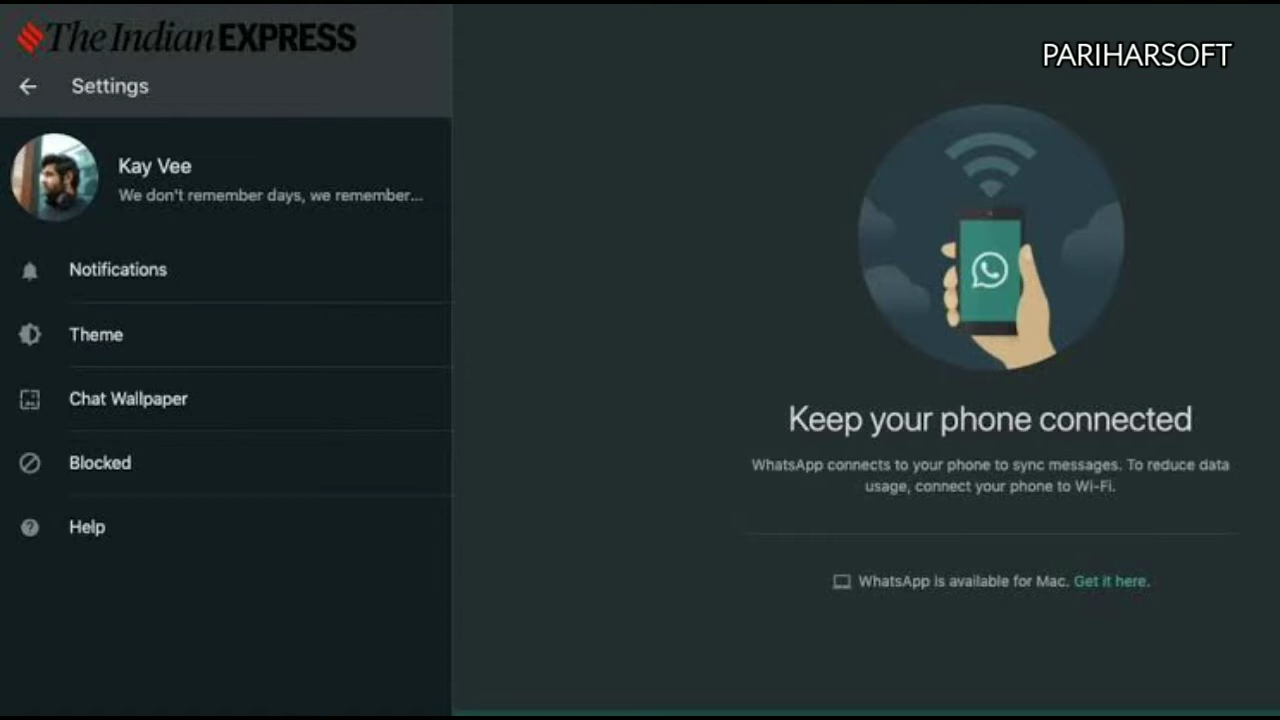 The Indian EXPRESS
PARIHARSOFT
Settings
Kay Vee
We don't remember days, we remember...
Notifications
Theme
Chat Wallpaper
Blocked
Help
Keep your phone connected
WhatsApp connects to your phone to sync messages. To reduce data
usage, connect your phone to Wi-Fi.
WhatsApp is available for Mac. Get it here.